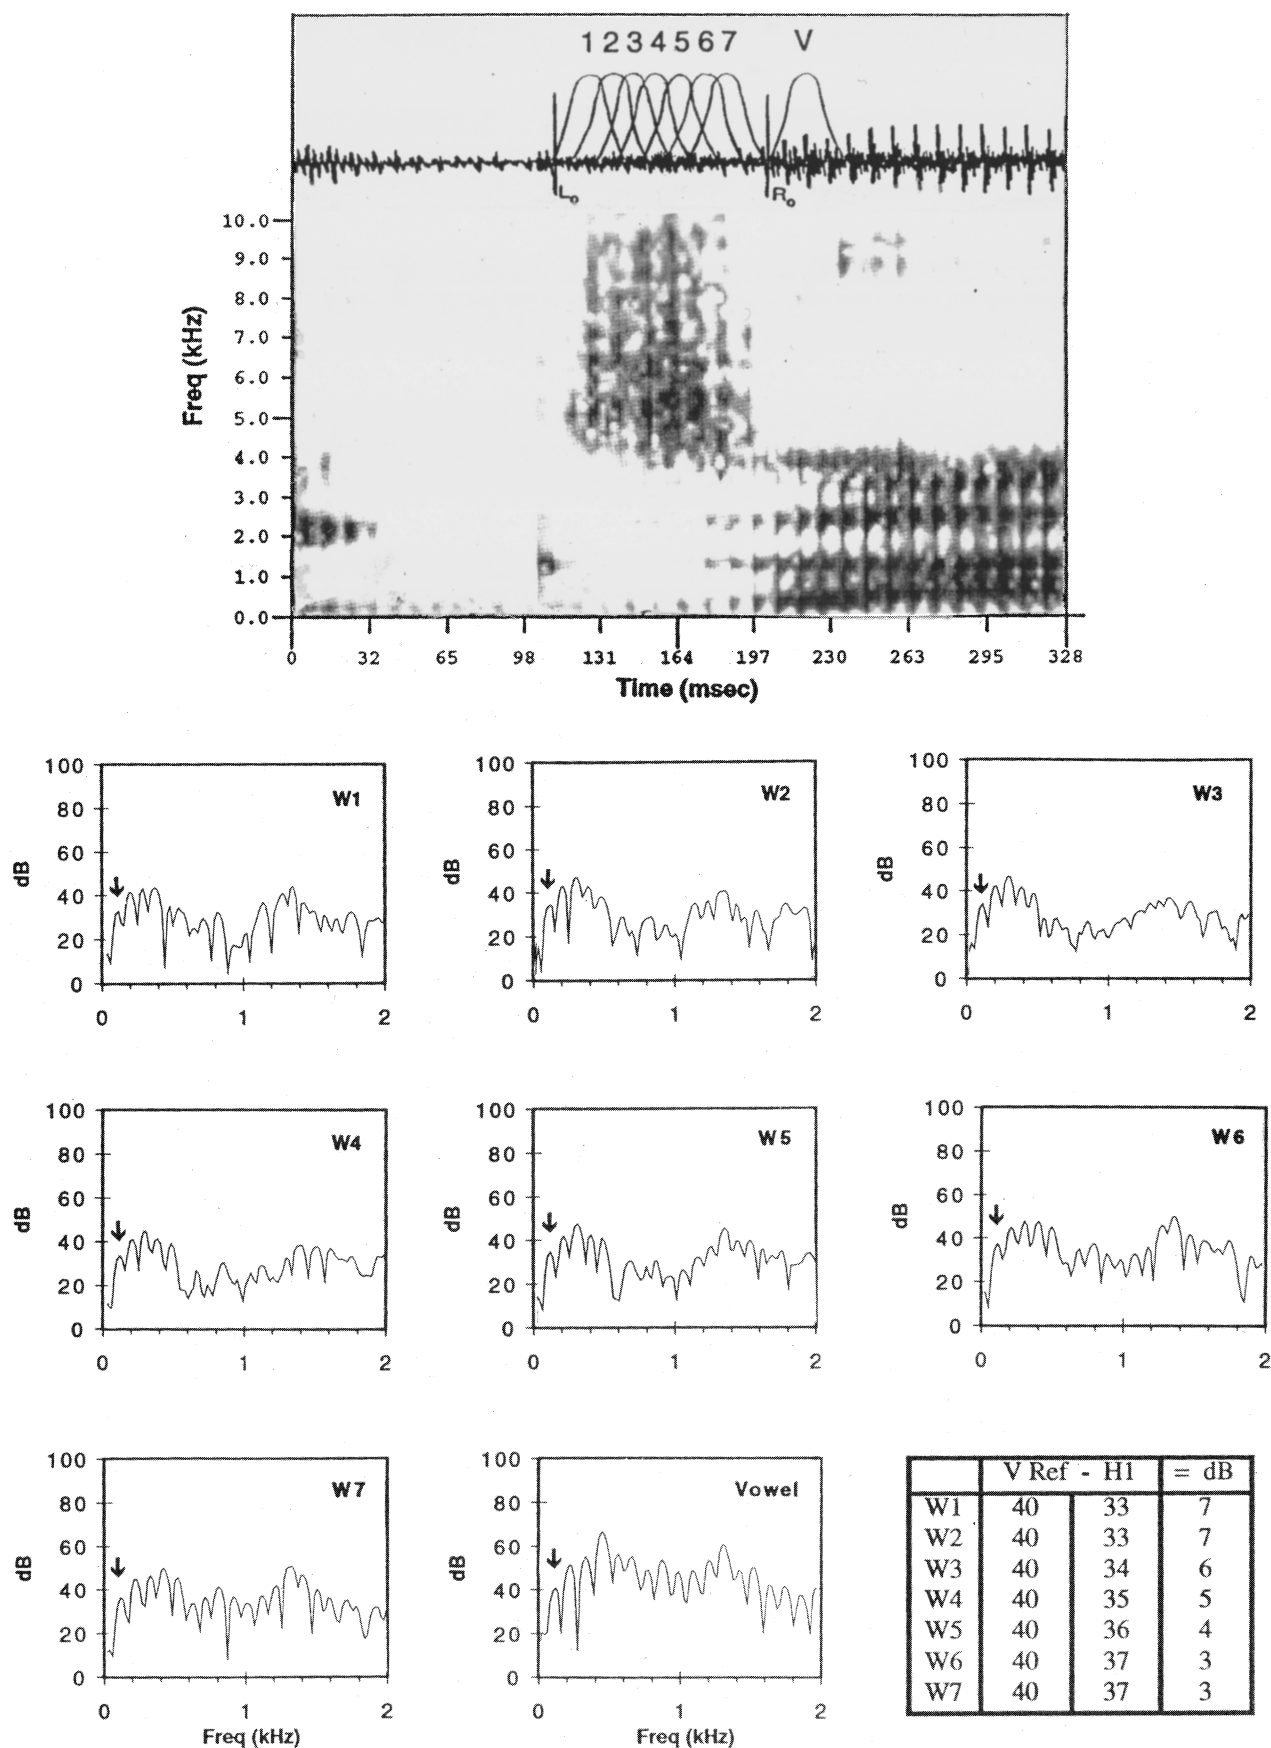 1234567 V
Lo Ro
10.0
9.0
8.0
7.0
6.0
5.0
4.0
3.0
2.0
1.0
0.0
Freq (kHz)
0 32 65 98 131 164 197 230 263 295 328
Time (msec)
100
80
60
40
20
0
dB
W1
0 1 2
100
80
60
40
20
0
dB
W2
0 1 2
100
80
60
40
20
0
dB
W3
0 1 2
100
80
60
40
20
0
dB
W4
0 1 2
100
80
60
40
20
0
dB
W5
0 1 2
100
80
60
40
20
0
dB
W6
0 1 2
100
80
60
40
20
0
dB
W7
0 1 2
Freq (kHz)
100
80
60
40
20
0
dB
Vowel
0 1 2
Freq (kHz)
V Ref - H1 = dB
W1 40 33 7
W2 40 33 7
W3 40 34 6
W4 40 35 5
W5 40 36 4
W6 40 37 3
W7 40 37 3